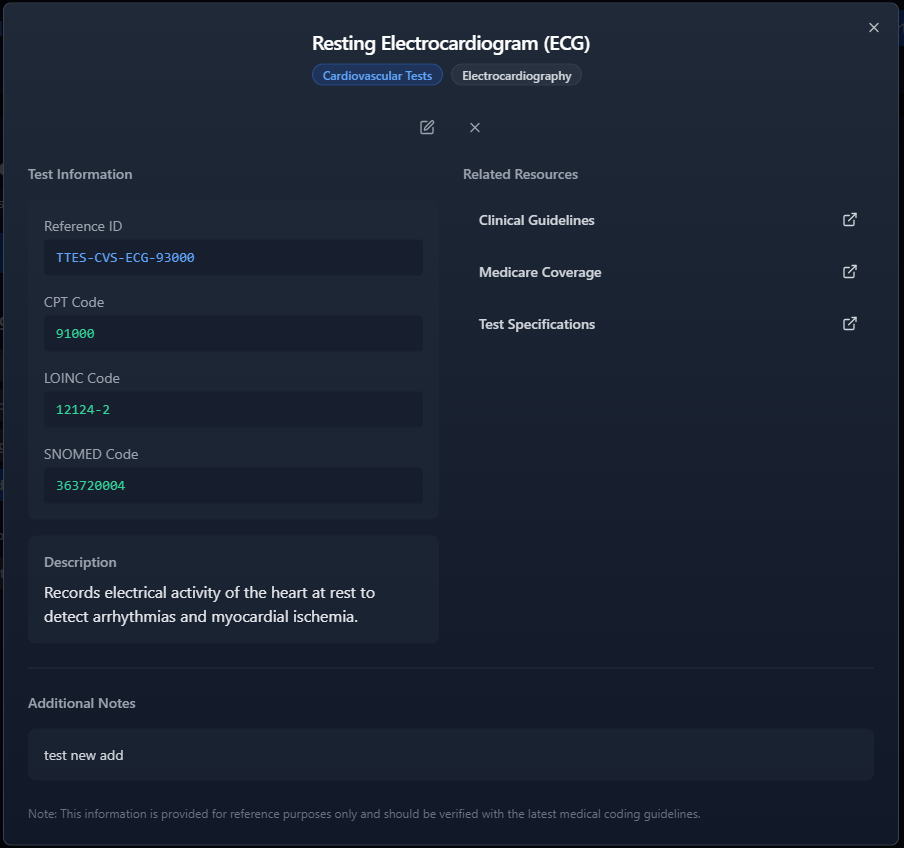 Resting Electrocardiogram (ECG)
Cardiovascular Tests
Electrocardiography
Test Information
Reference ID
TTES-CVS-ECG-93000
CPT Code
91000
LOINC Code
12124-2
SNOMED Code
363720004
Description
Records electrical activity of the heart at rest to
detect arrhythmias and myocardial ischemia.
Related Resources
Clinical Guidelines
Medicare Coverage
Test Specifications
Additional Notes
test new add
Note: This information is provided for reference purposes only and should be verified with the latest medical coding guidelines.